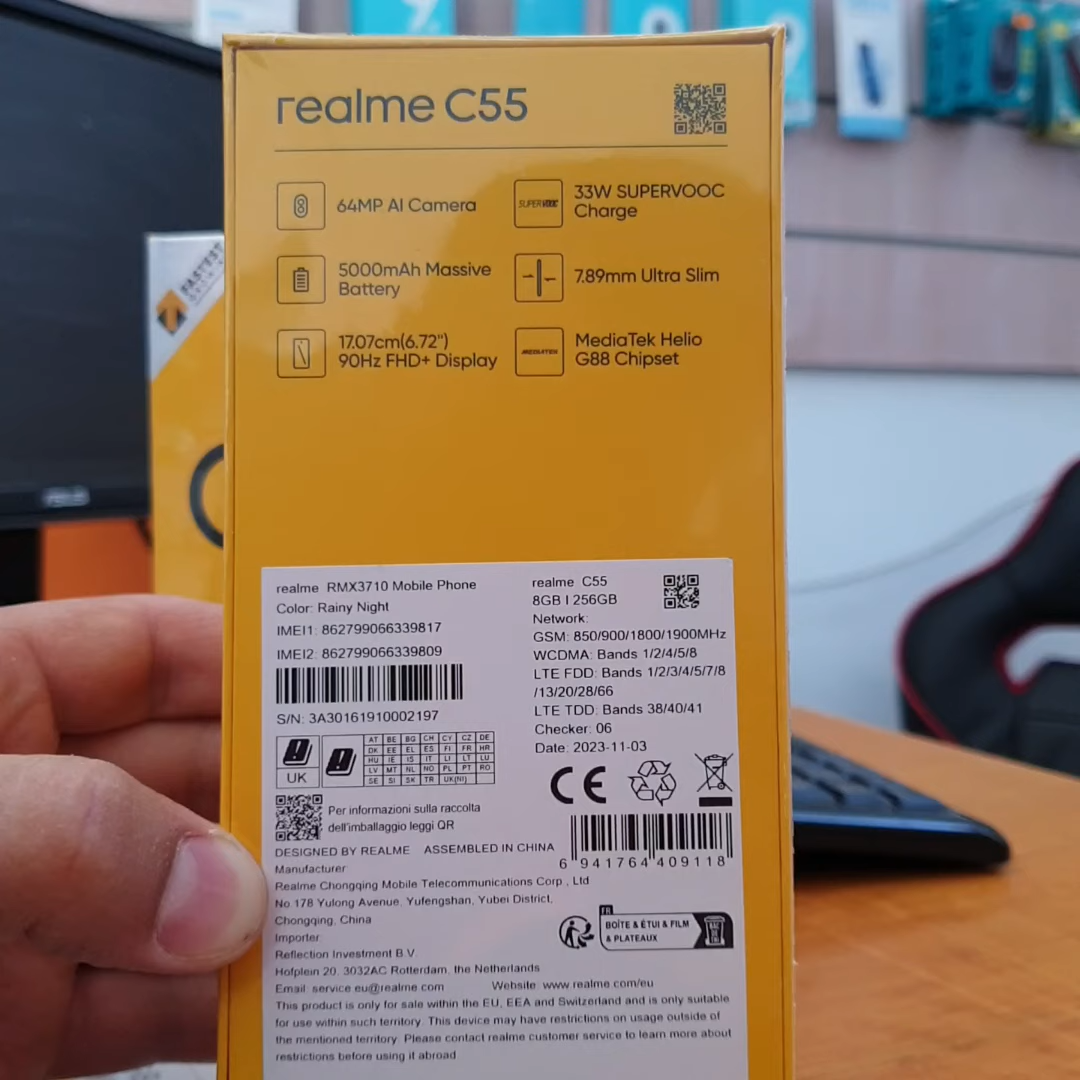 realme C55
64MP AI Camera
SUPERVOOC
33W SUPERVOOC
Charge
5000mAh Massive
Battery
7.89mm Ultra Slim
17.07cm(6.72")
90Hz FHD+ Display
MEDIATEK
MediaTek Helio
G88 Chipset
FASTEST
ASUS
realme RMX3710 Mobile Phone
Color: Rainy Night
IMEI1: 862799066339817
IMEI2: 862799066339809
S/N: 3A30161910002197
realme C55
8GB I 256GB
Network:
GSM: 850/900/1800/1900MHz
WCDMA: Bands 1/2/4/5/8
LTE FDD: Bands 1/2/3/4/5/7/8
/13/20/28/66
LTE TDD: Bands 38/40/41
Checker: 06
Date: 2023-11-03
UK
AT BE BG CH CY CZ DE
DK EE EL ES FI FR HR
HU IE IS IT LI LT LU
LV MT NL NO PL PT RO
SE SI SK TR UK(NI)
CE
Per informazioni sulla raccolta
dell'imballaggio leggi QR
6 941764 409118
DESIGNED BY REALME ASSEMBLED IN CHINA
Manufacturer:
Realme Chongqing Mobile Telecommunications Corp., Ltd
No 178 Yulong Avenue, Yufengshan, Yubei District,
Chongqing, China
FR
BOÎTE & ÉTUI & FILM
& PLATEAUX
BAC DE TRI
Importer:
Reflection Investment B.V.
Hofplein 20, 3032AC Rotterdam, the Netherlands
Email: service.eu@realme.com Website: www.realme.com/eu
This product is only for sale within the EU, EEA and Switzerland and is only suitable
for use within such territory. This device may have restrictions on usage outside of
the mentioned territory. Please contact realme customer service to learn more about
restrictions before using it abroad